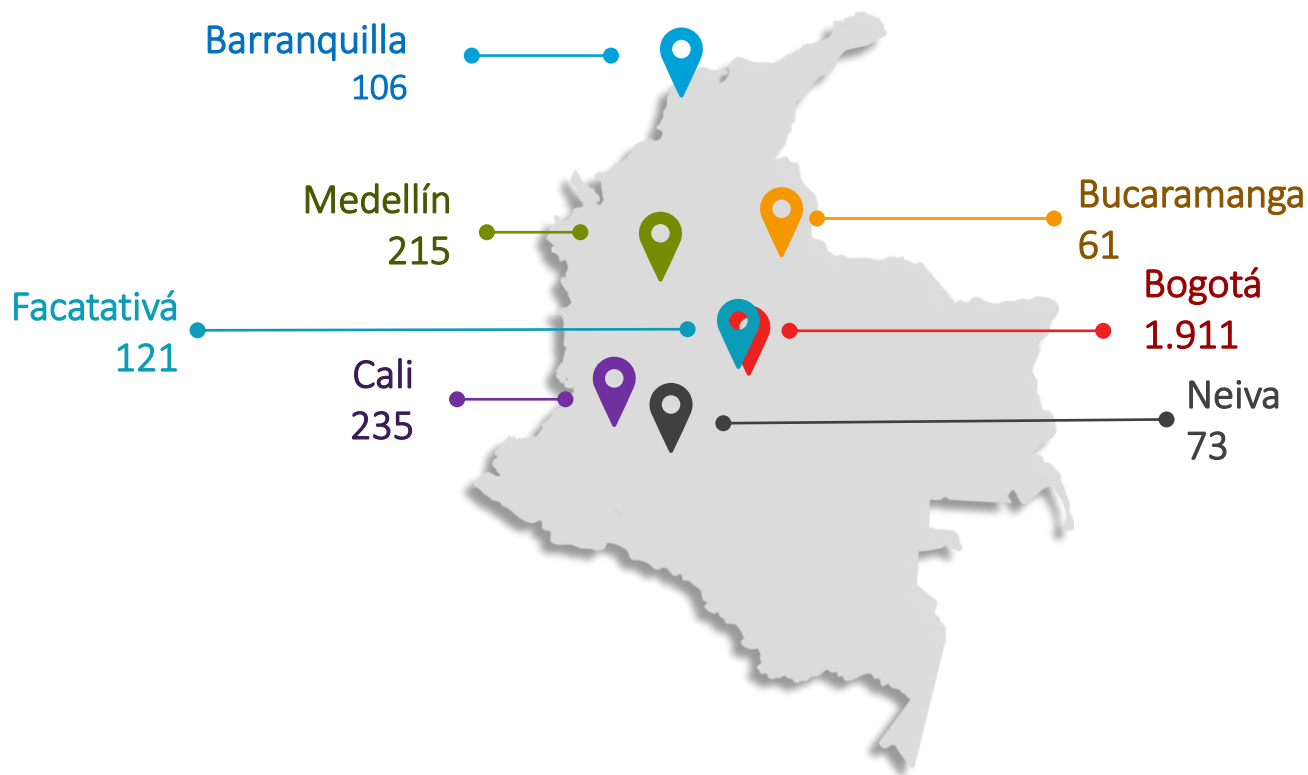 Barranquilla
106
Medellín
215
Bucaramanga
61
Facatativá
121
Bogotá
1.911
Cali
235
Neiva
73